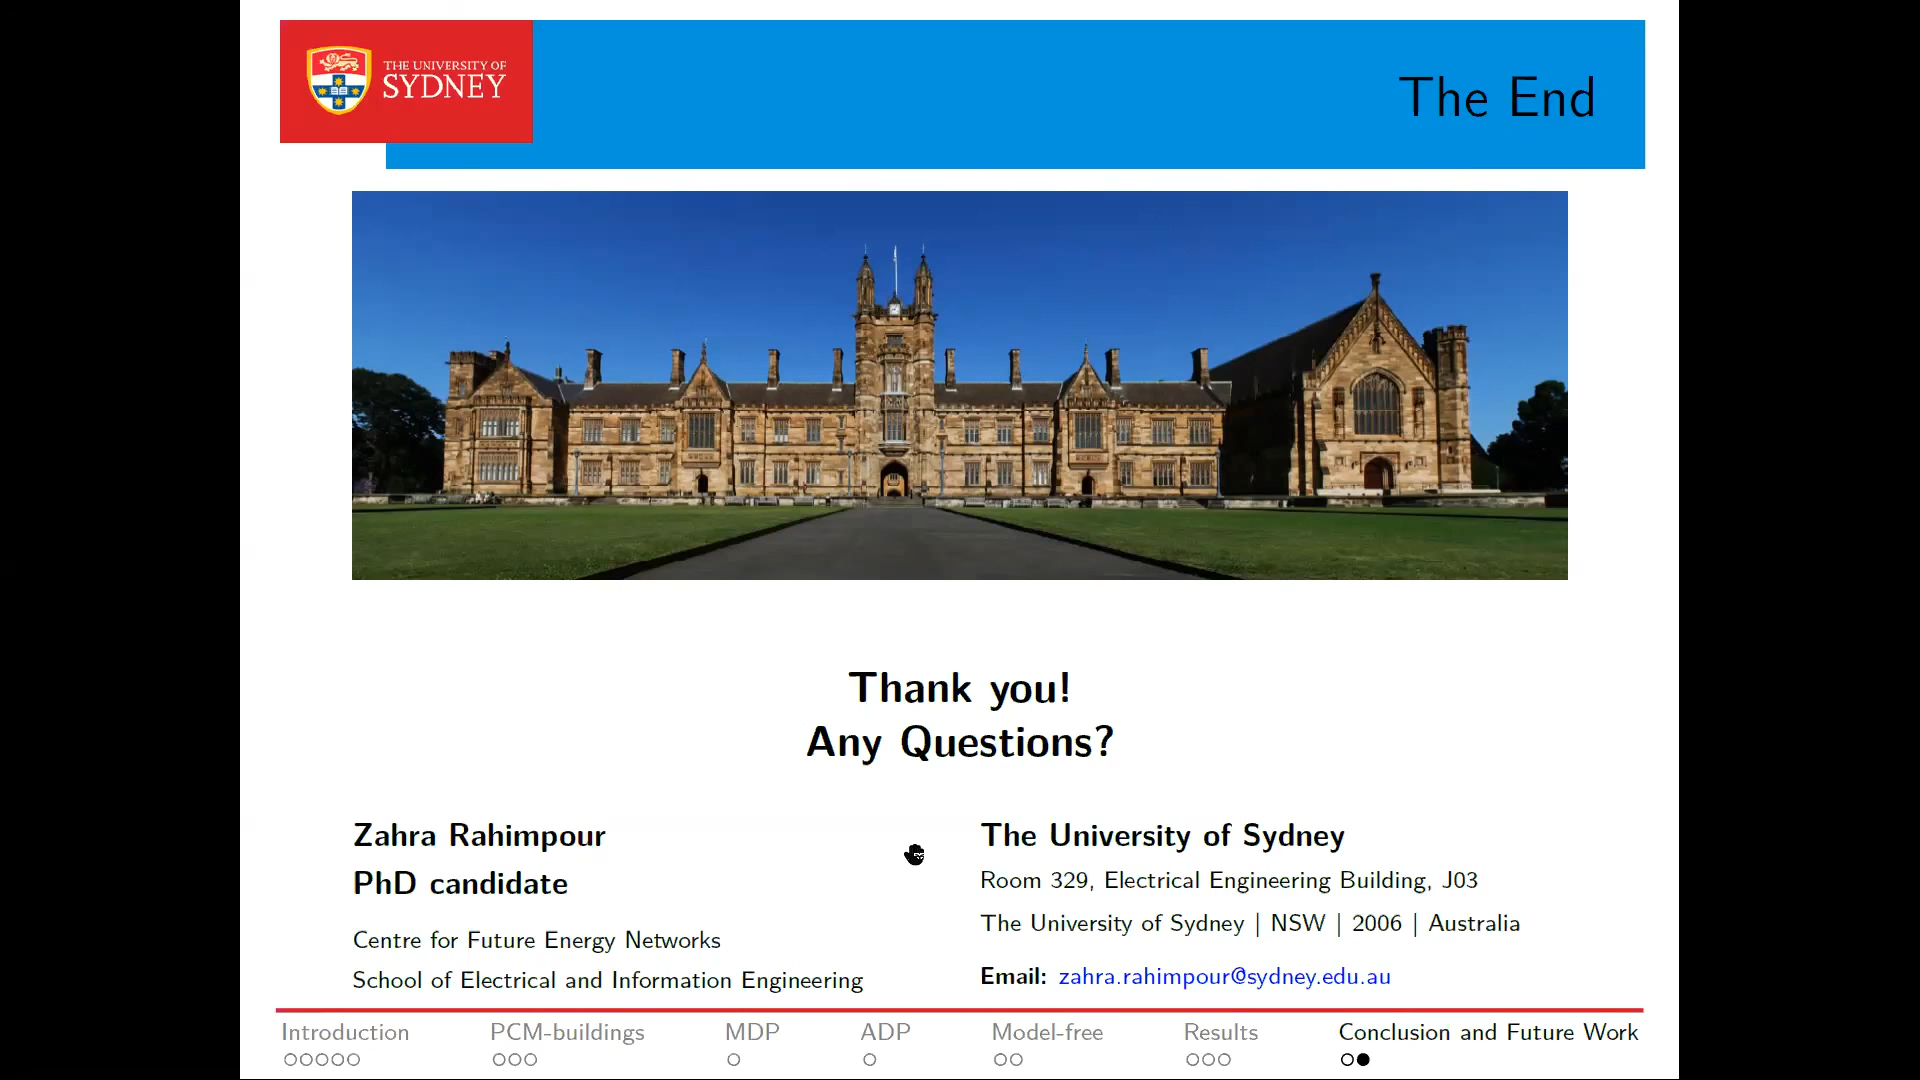 THE UNIVERSITY OF
SYDNEY
The End
Thank you!
Any Questions?
Zahra Rahimpour
PhD candidate
Centre for Future Energy Networks
School of Electrical and Information Engineering
The University of Sydney
Room 329, Electrical Engineering Building, J03
The University of Sydney | NSW | 2006 | Australia
Email: zahra.rahimpour@sydney.edu.au
Introduction PCM-buildings MDP ADP Model-free Results Conclusion and Future Work